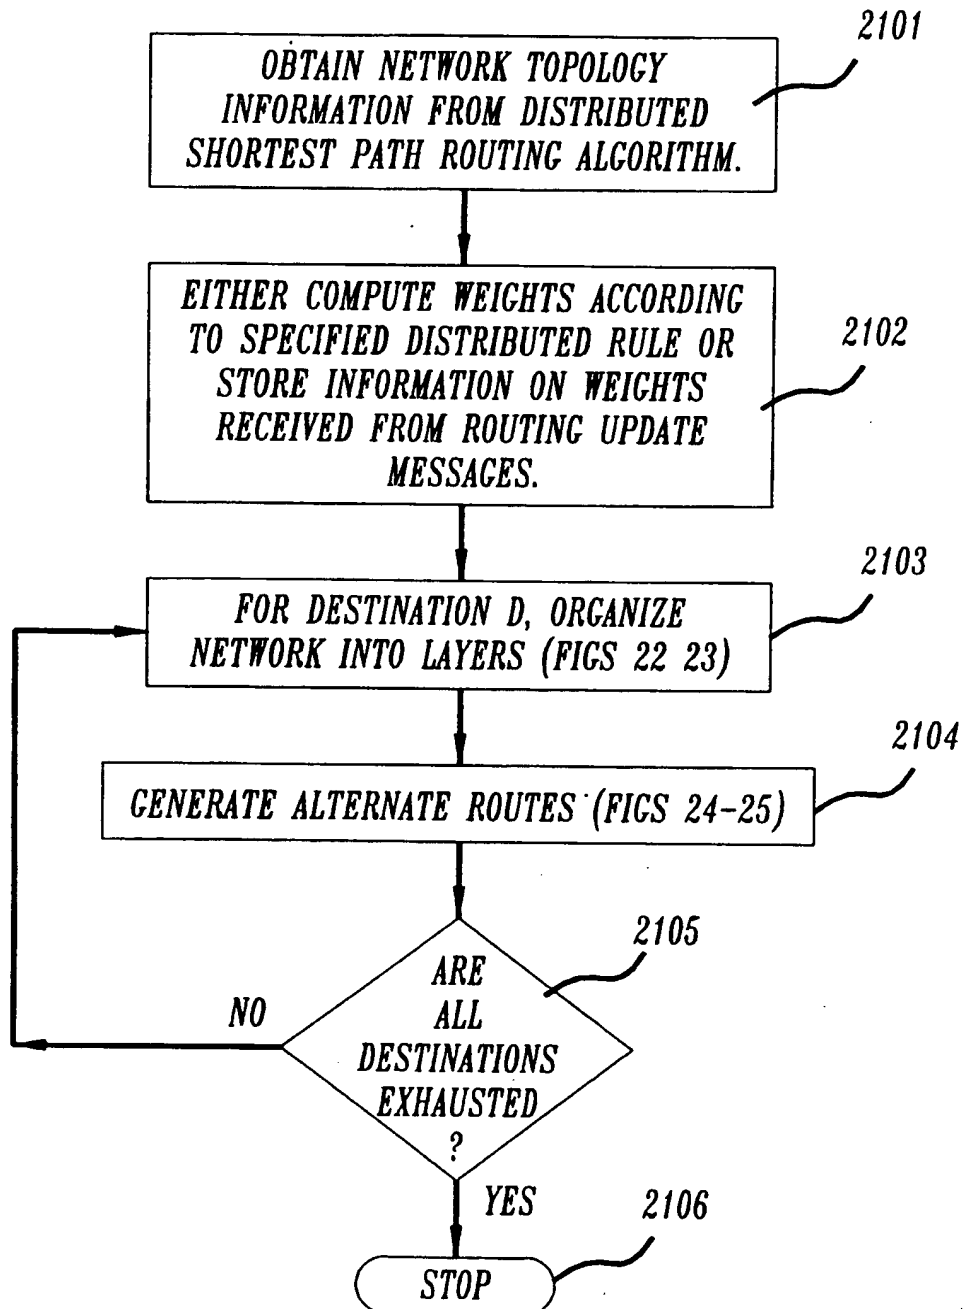 2101
OBTAIN NETWORK TOPOLOGY
INFORMATION FROM DISTRIBUTED
SHORTEST PATH ROUTING ALGORITHM.
EITHER COMPUTE WEIGHTS ACCORDING
TO SPECIFIED DISTRIBUTED RULE OR
STORE INFORMATION ON WEIGHTS
RECEIVED FROM ROUTING UPDATE
MESSAGES.
2102
2103
FOR DESTINATION D, ORGANIZE
NETWORK INTO LAYERS (FIGS 22 23)
2104
GENERATE ALTERNATE ROUTES (FIGS 24-25)
2105
ARE
ALL
DESTINATIONS
EXHAUSTED
?
NO
YES
2106
STOP